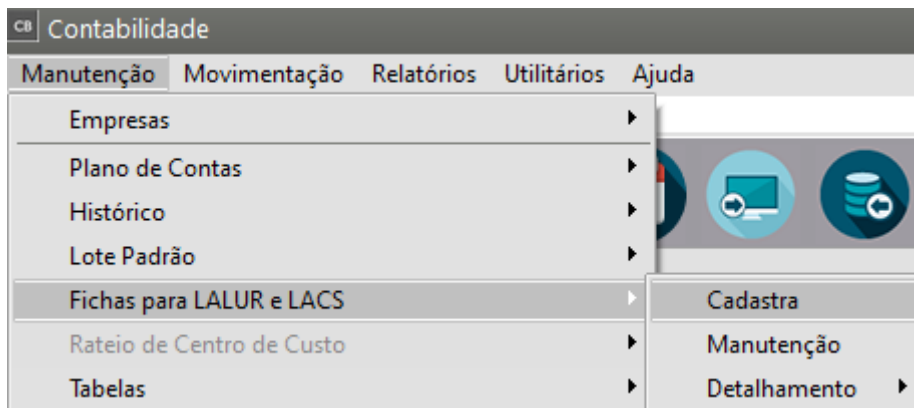 CB Contabilidade
Manutenção Movimentação Relatórios Utilitários Ajuda
Empresas
Plano de Contas
Histórico
Lote Padrão
Fichas para LALUR e LACS
Cadastra
Rateio de Centro de Custo
Manutenção
Tabelas
Detalhamento